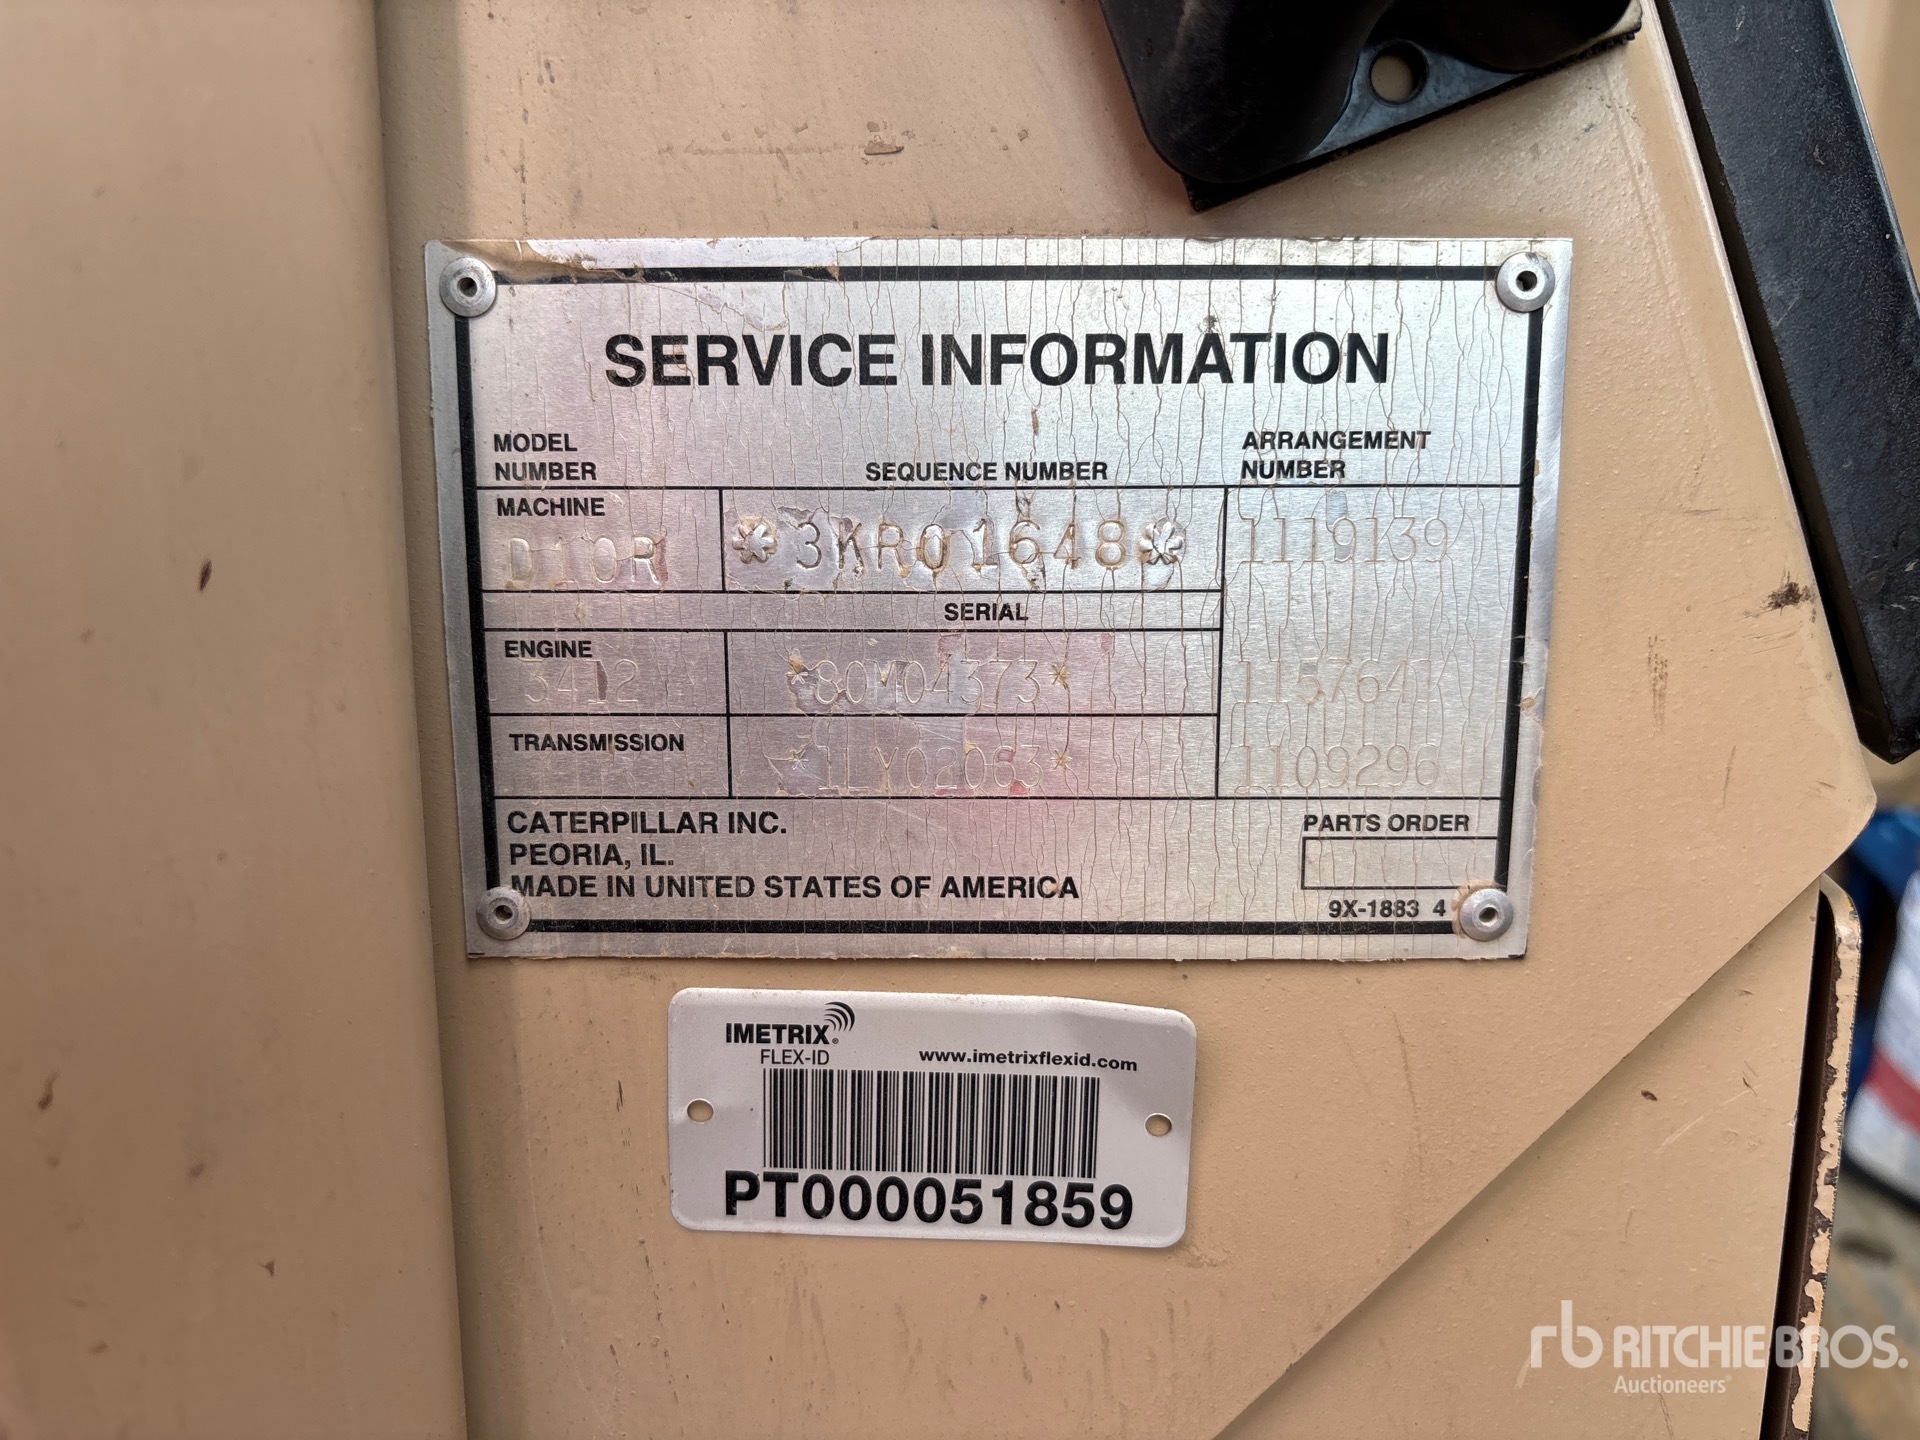 SERVICE INFORMATION
MODEL NUMBER
SEQUENCE NUMBER
ARRANGEMENT NUMBER
MACHINE
D10R
*3KR01648*
1119139
SERIAL
ENGINE
3412
*80M04373*
1157641
TRANSMISSION
*1LY02063*
1109296
CATERPILLAR INC.
PEORIA, IL.
MADE IN UNITED STATES OF AMERICA
PARTS ORDER
9X-1883 4
IMETRIX®
FLEX-ID
www.imetrixflexid.com
PT000051859
rb RITCHIE BROS.
Auctioneers